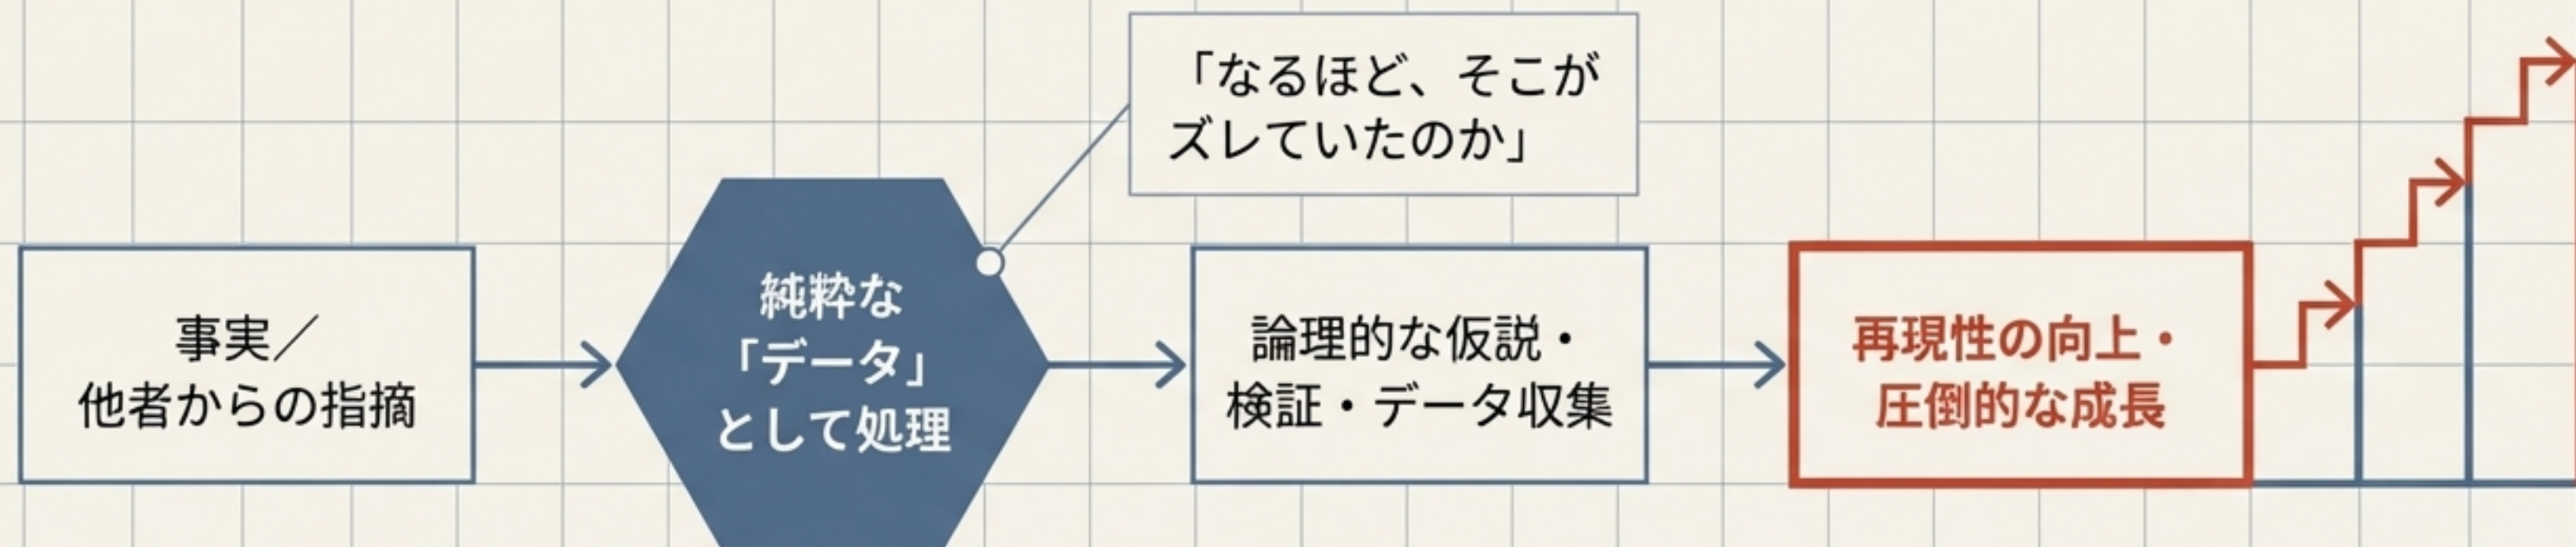 「なるほど、そこが
ズレていたのか」
事実／
他者からの指摘
純粋な
「データ」
として処理
論理的な仮説・
検証・データ収集
再現性の向上・
圧倒的な成長